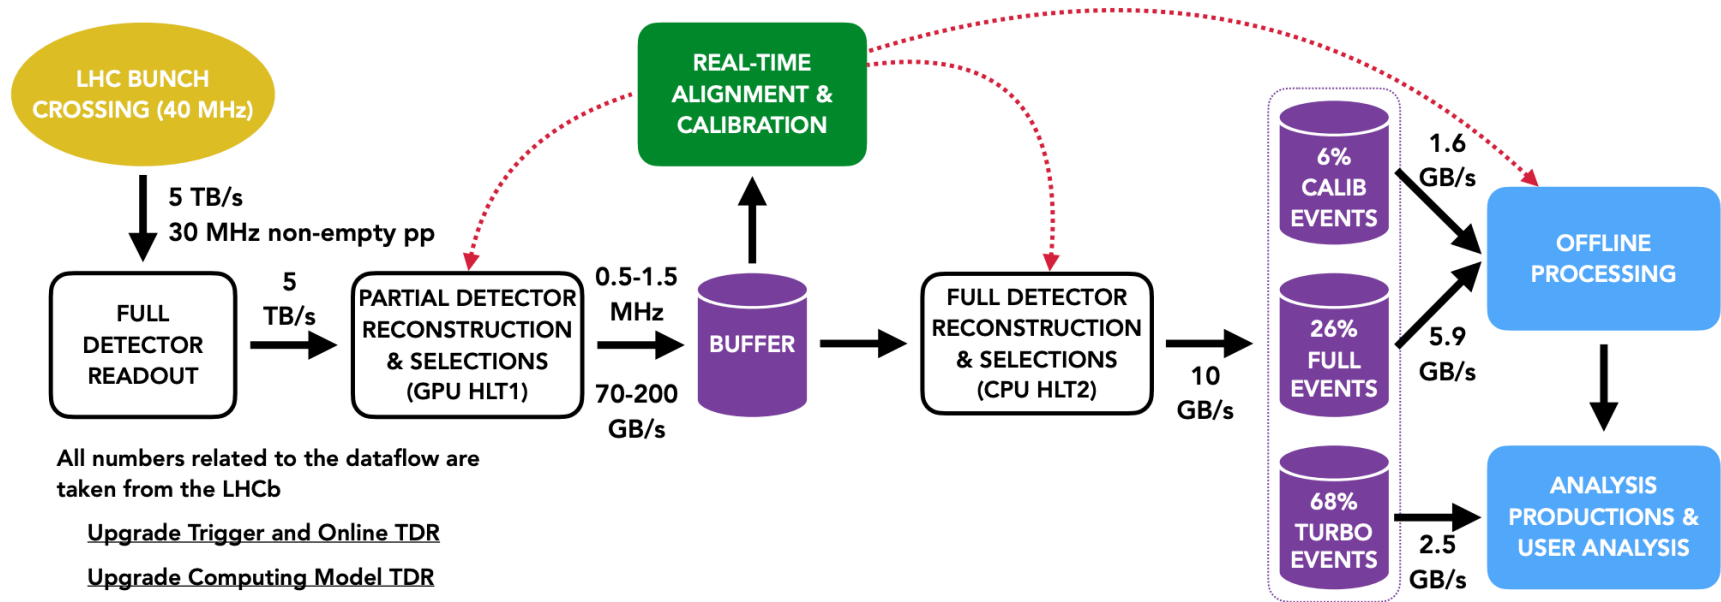 LHC BUNCH
CROSSING (40 MHz)
5 TB/s
30 MHz non-empty pp
FULL
DETECTOR
READOUT
5
TB/s
PARTIAL DETECTOR
RECONSTRUCTION
& SELECTIONS
(GPU HLT1)
0.5-1.5
MHz
70-200
GB/s
REAL-TIME
ALIGNMENT &
CALIBRATION
BUFFER
FULL DETECTOR
RECONSTRUCTION
& SELECTIONS
(CPU HLT2)
10
GB/s
6%
CALIB
EVENTS
26%
FULL
EVENTS
68%
TURBO
EVENTS
1.6
GB/s
5.9
GB/s
2.5
GB/s
OFFLINE
PROCESSING
ANALYSIS
PRODUCTIONS &
USER ANALYSIS
All numbers related to the dataflow are
taken from the LHCb
Upgrade Trigger and Online TDR
Upgrade Computing Model TDR